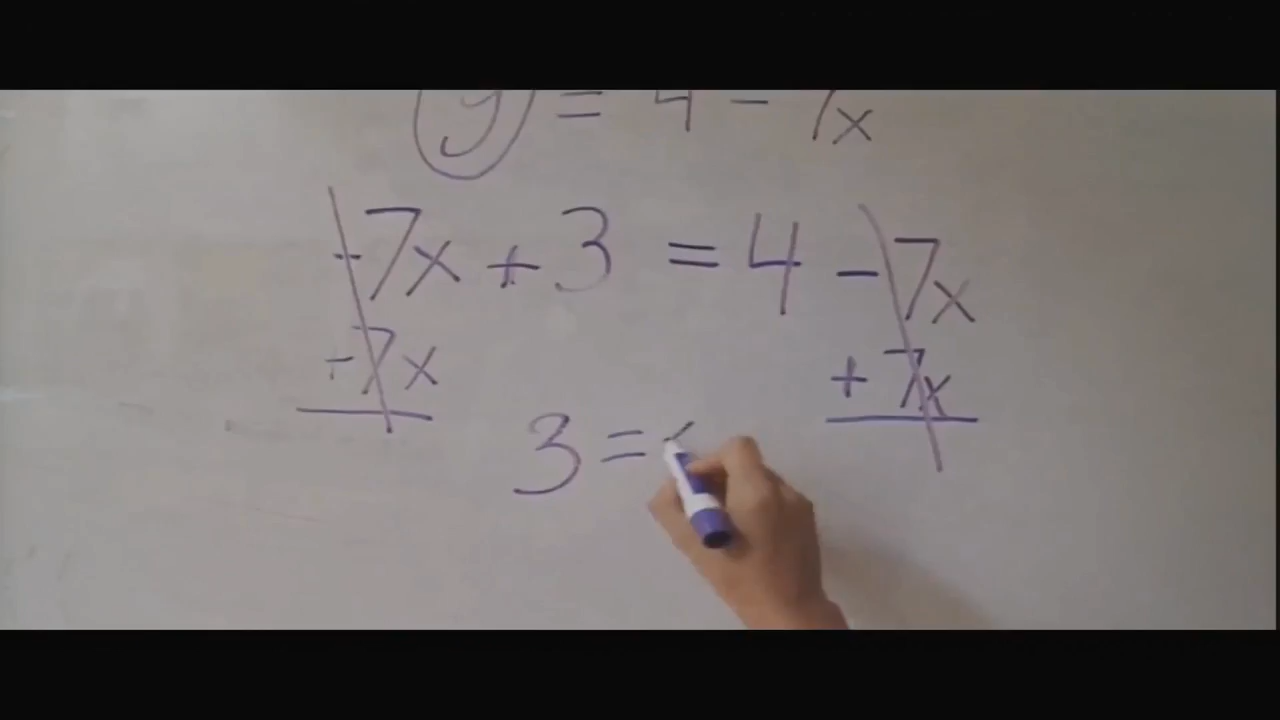 y = 4 - 7x
-7x + 3 = 4 - 7x
-7x + 7x
3 =